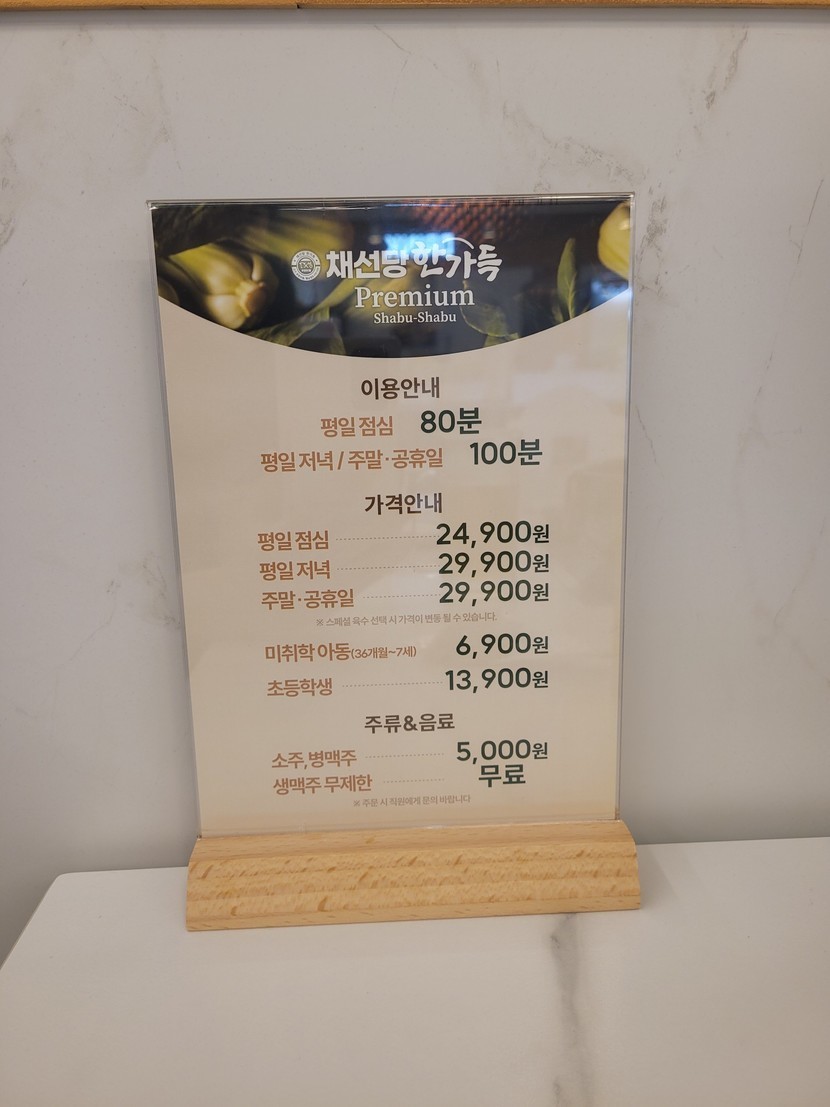 채선당 한가득
Premium
Shabu-Shabu
이용안내
평일 점심 80분
평일 저녁 / 주말·공휴일 100분
가격안내
평일 점심 24,900원
평일 저녁 29,900원
주말·공휴일 29,900원
※ 스페셜 육수 선택 시 가격이 변동 될 수 있습니다.
미취학 아동(36개월~7세) 6,900원
초등학생 13,900원
주류&음료
소주,병맥주 5,000원
생맥주 무제한 무료
※ 주문 시 직원에게 문의 바랍니다